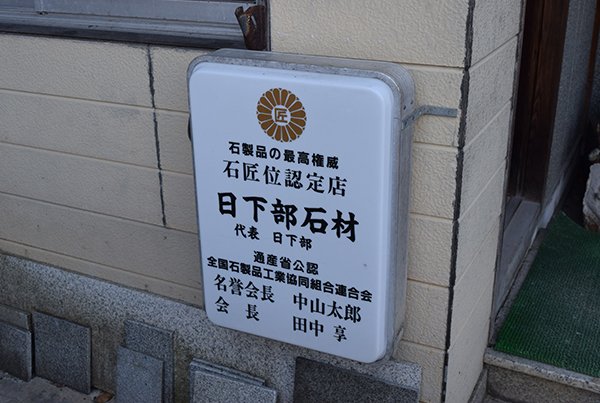 匠
石製品の最高権威
石匠位認定店
日下部石材
代表 日下部
通産省公認
全国石製品工業協同組合連合会
名誉会長 中山太郎
会長 田中 享